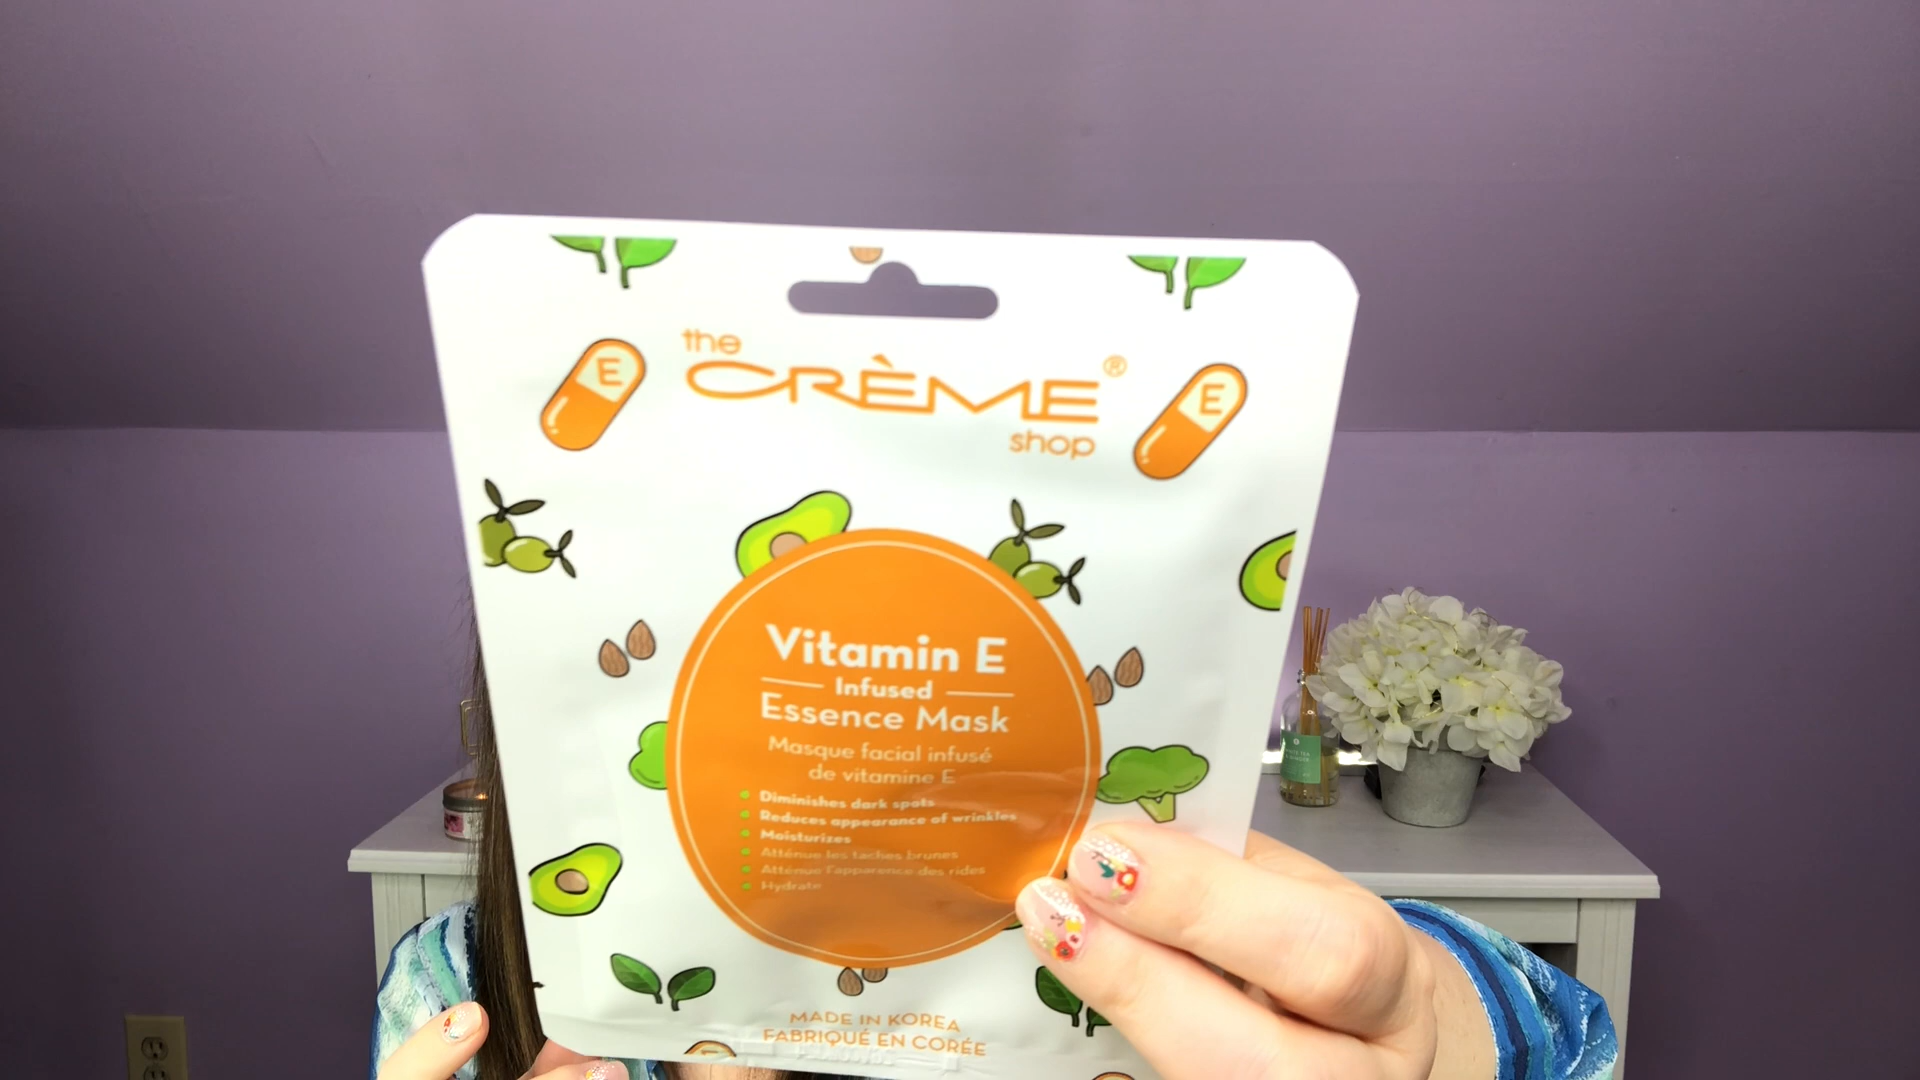 the
CRÈME®
shop
E
E
Vitamin E
Infused
Essence Mask
Masque facial infusé
de vitamine E
Diminishes dark spots
Reduces appearance of wrinkles
Moisturizes
Atténue les taches brunes
Atténue l'apparence des rides
Hydrate
MADE IN KOREA
FABRIQUÉ EN CORÉE